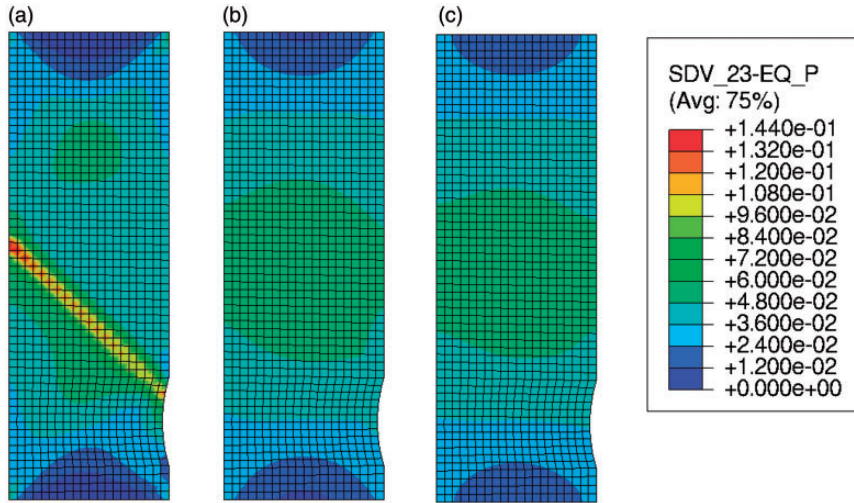 (a)
(b)
(c)
SDV_23-EQ_P
(Avg: 75%)
+1.440e-01
+1.320e-01
+1.200e-01
+1.080e-01
+9.600e-02
+8.400e-02
+7.200e-02
+6.000e-02
+4.800e-02
+3.600e-02
+2.400e-02
+1.200e-02
+0.000e+00